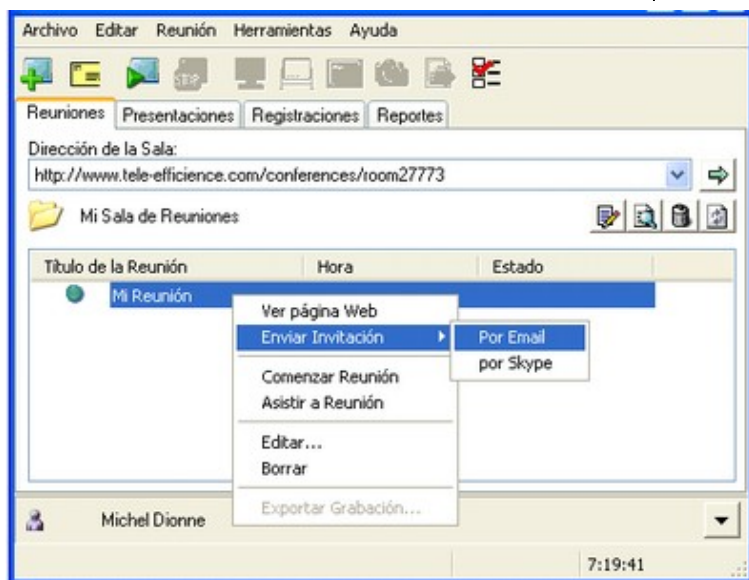 Archivo Editar Reunión Herramientas Ayuda
STOP
Reuniones Presentaciones Registraciones Reportes
Dirección de la Sala:
http://www.tele-efficience.com/conferences/room27773
Mi Sala de Reuniones
Título de la Reunión Hora Estado
Mi Reunión
Ver página Web
Enviar Invitación Por Email
por Skype
Comenzar Reunión
Asistir a Reunión
Editar...
Borrar
Exportar Grabación...
Michel Dionne
7:19:41